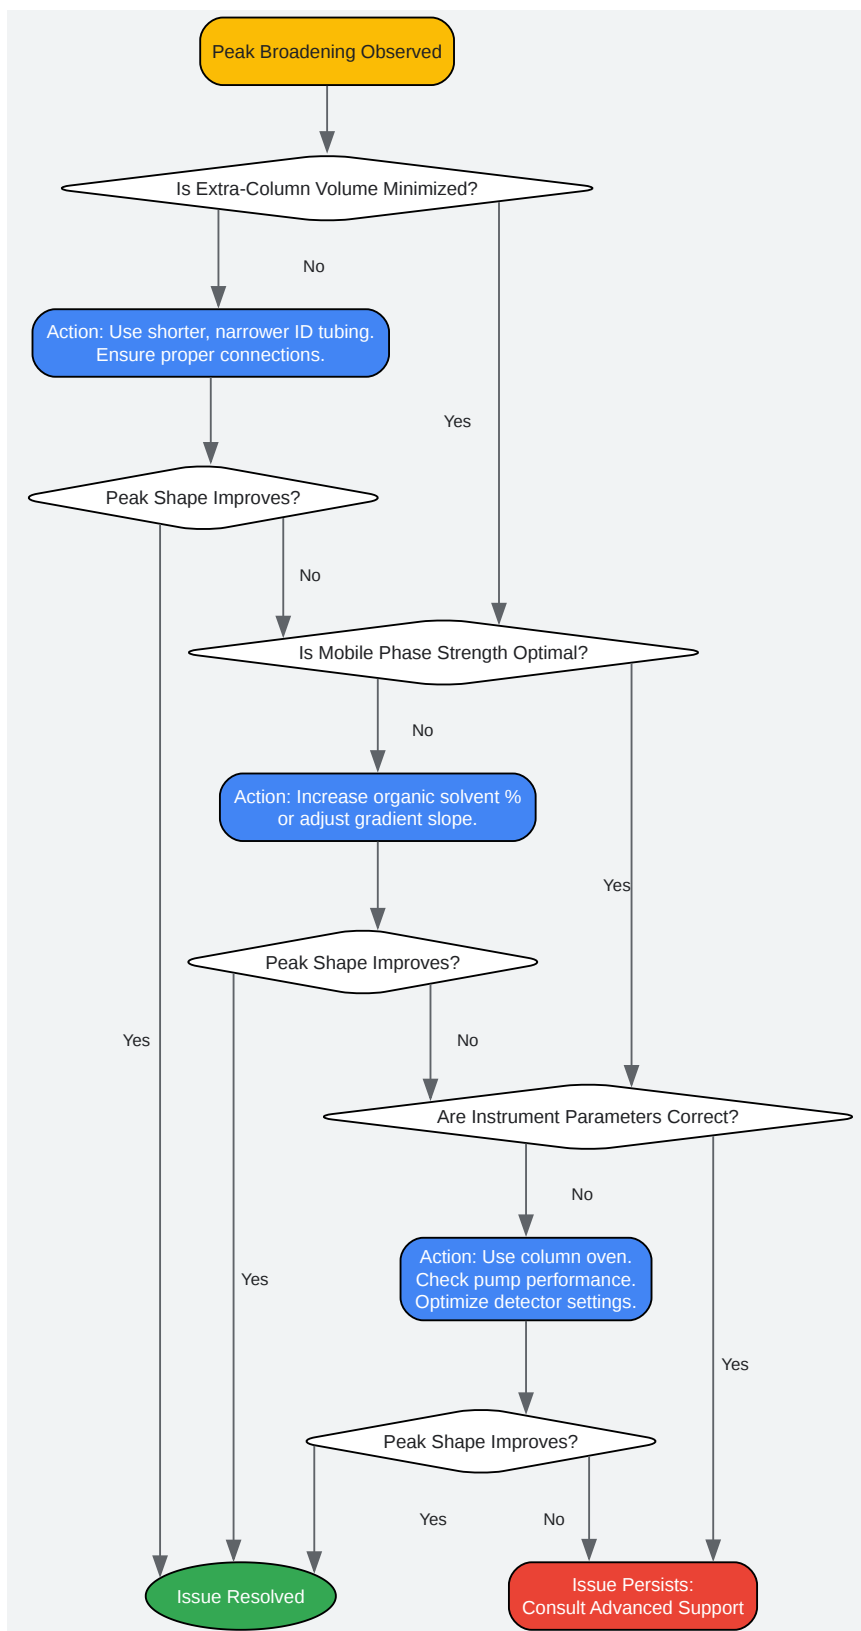 Peak Broadening Observed
Is Extra-Column Volume Minimized?
No
Action: Use shorter, narrower ID tubing.
Ensure proper connections.
Yes
Peak Shape Improves?
No
Is Mobile Phase Strength Optimal?
No
Action: Increase organic solvent %
or adjust gradient slope.
Yes
Peak Shape Improves?
Yes
No
Are Instrument Parameters Correct?
No
Action: Use column oven.
Check pump performance.
Optimize detector settings.
Yes
Yes
Peak Shape Improves?
Yes
No
Issue Resolved
Issue Persists:
Consult Advanced Support